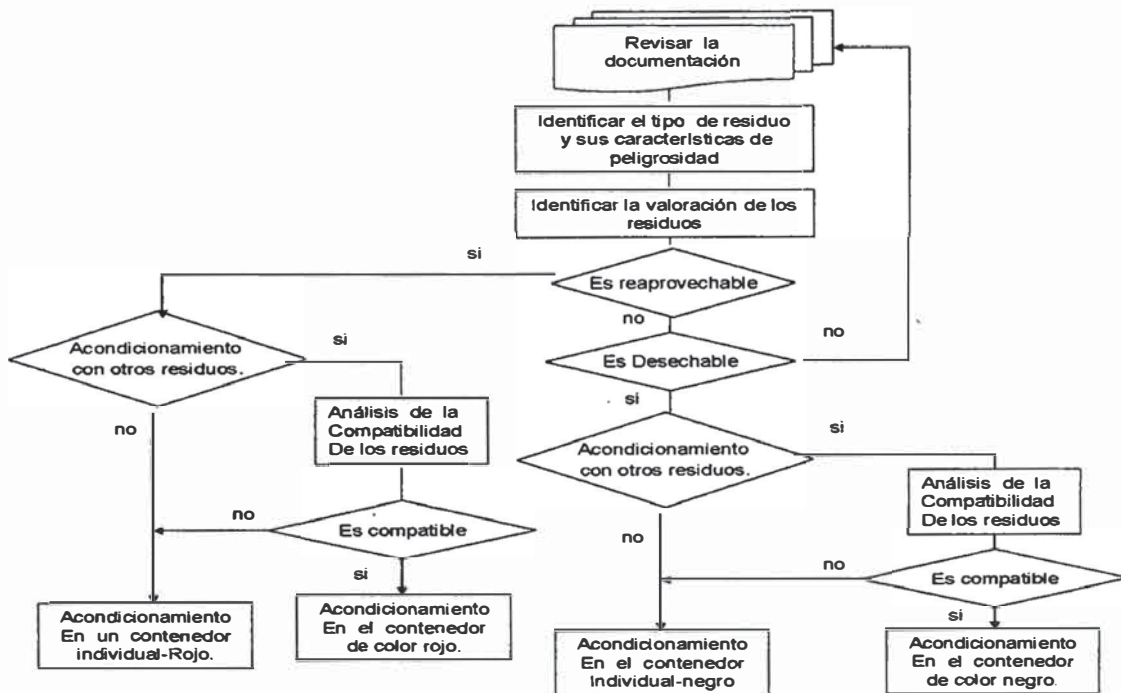 Revisar la
documentación
Identificar el tipo de residuo
y sus características de
peligrosidad
Identificar la valoración de los
residuos
si
Es reaprovechable
no
no
Es Desechable
si
Acondicionamiento
con otros residuos.
si
no
Análisis de la
Compatibilidad
De los residuos
no
Es compatible
si
Acondicionamiento
En un contenedor
individual-Rojo.
Acondicionamiento
En el contenedor
de color rojo.
Acondicionamiento
con otros residuos.
si
no
Análisis de la
Compatibilidad
De los residuos
no
Es compatible
si
Acondicionamiento
En el contenedor
Individual-negro
Acondicionamiento
En el contenedor
de color negro.